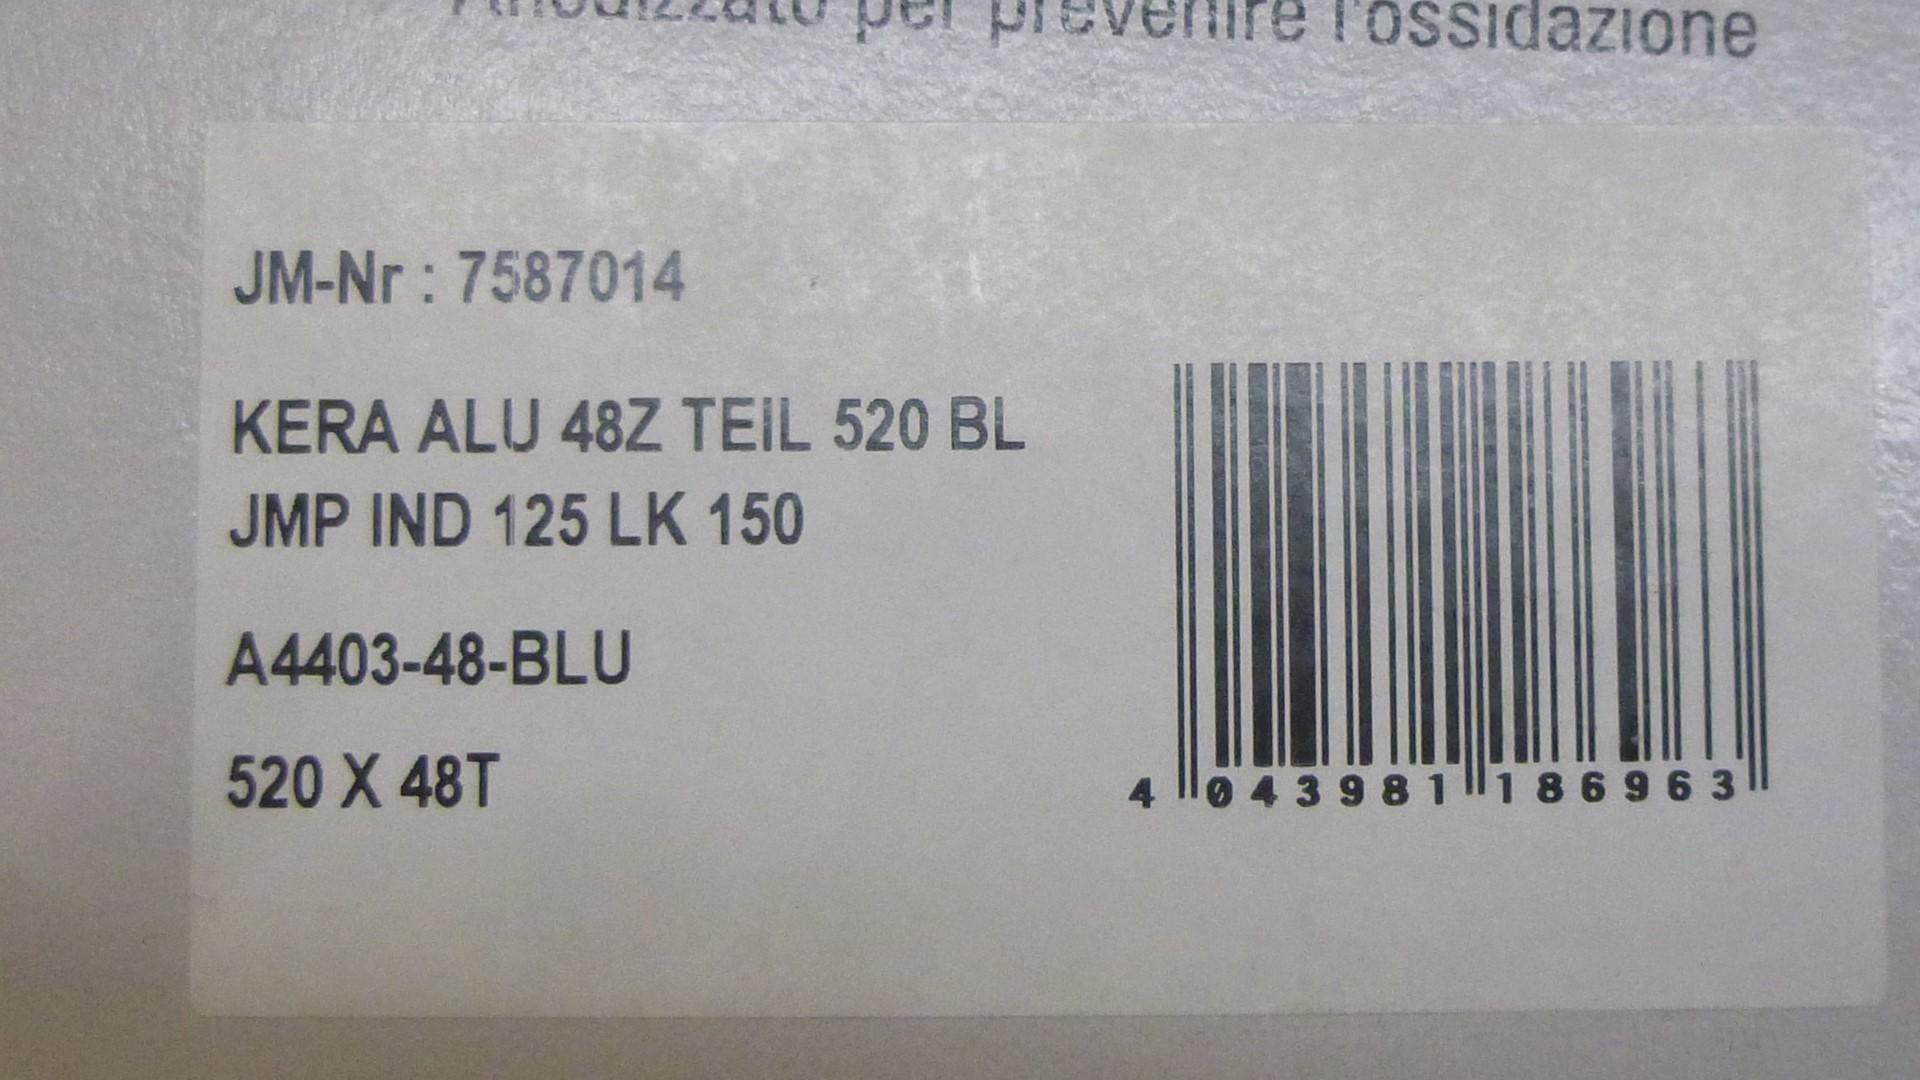 Anodizzato per prevenire l'ossidazione
JM-Nr : 7587014
KERA ALU 48Z TEIL 520 BL
JMP IND 125 LK 150
A4403-48-BLU
520 X 48T
4 043981 186963